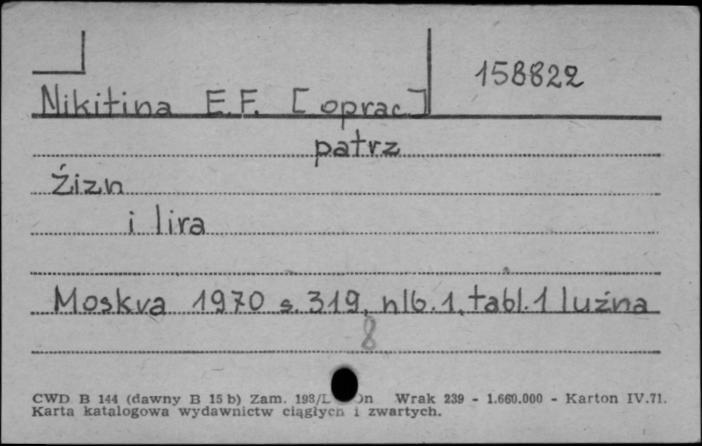 158822
Nikitina E.F. [oprac]
patrz
Żizn
i lira
Moskva 1970 s. 319, nlb. 1, tabl. 1 luźna
8
CWD B 144 (dawny B 15 b) Zam. 198/L Wrak 239 - 1.660.000 - Karton IV.71.
Karta katalogowa wydawnictw ciągłych i zwartych.